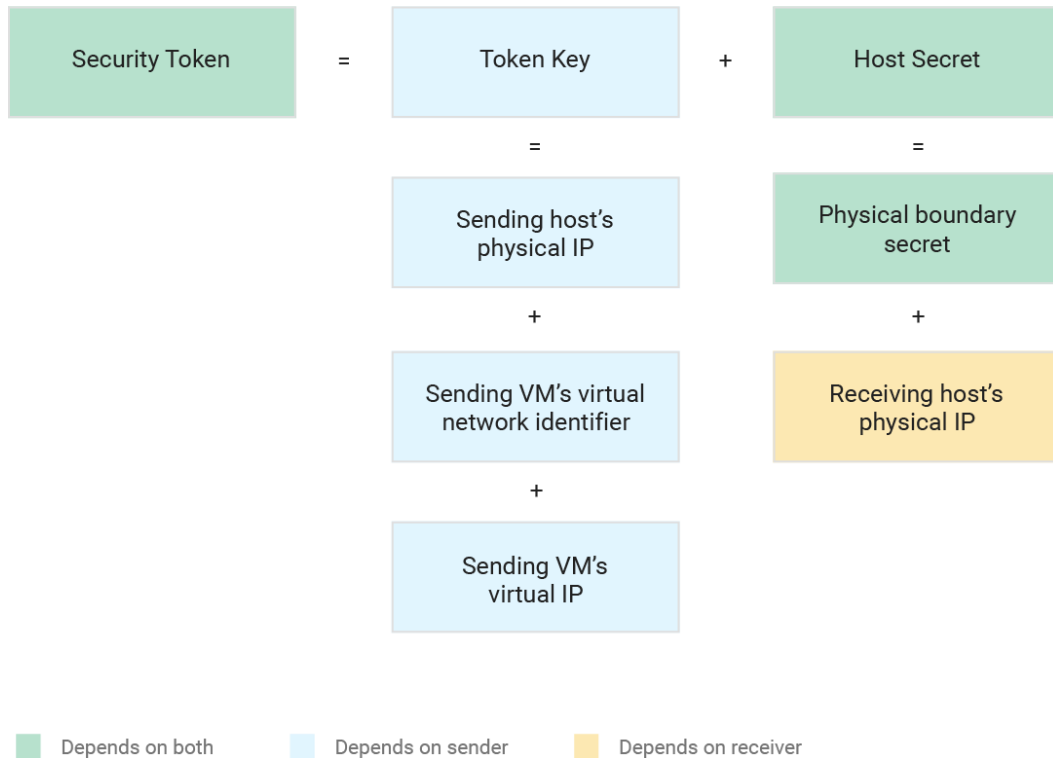 Security Token
=
Token Key
+
Host Secret
=
=
Sending host’s
physical IP
Physical boundary
secret
+
+
Sending VM’s virtual
network identifier
Receiving host’s
physical IP
+
Sending VM’s
virtual IP
Depends on both
Depends on sender
Depends on receiver